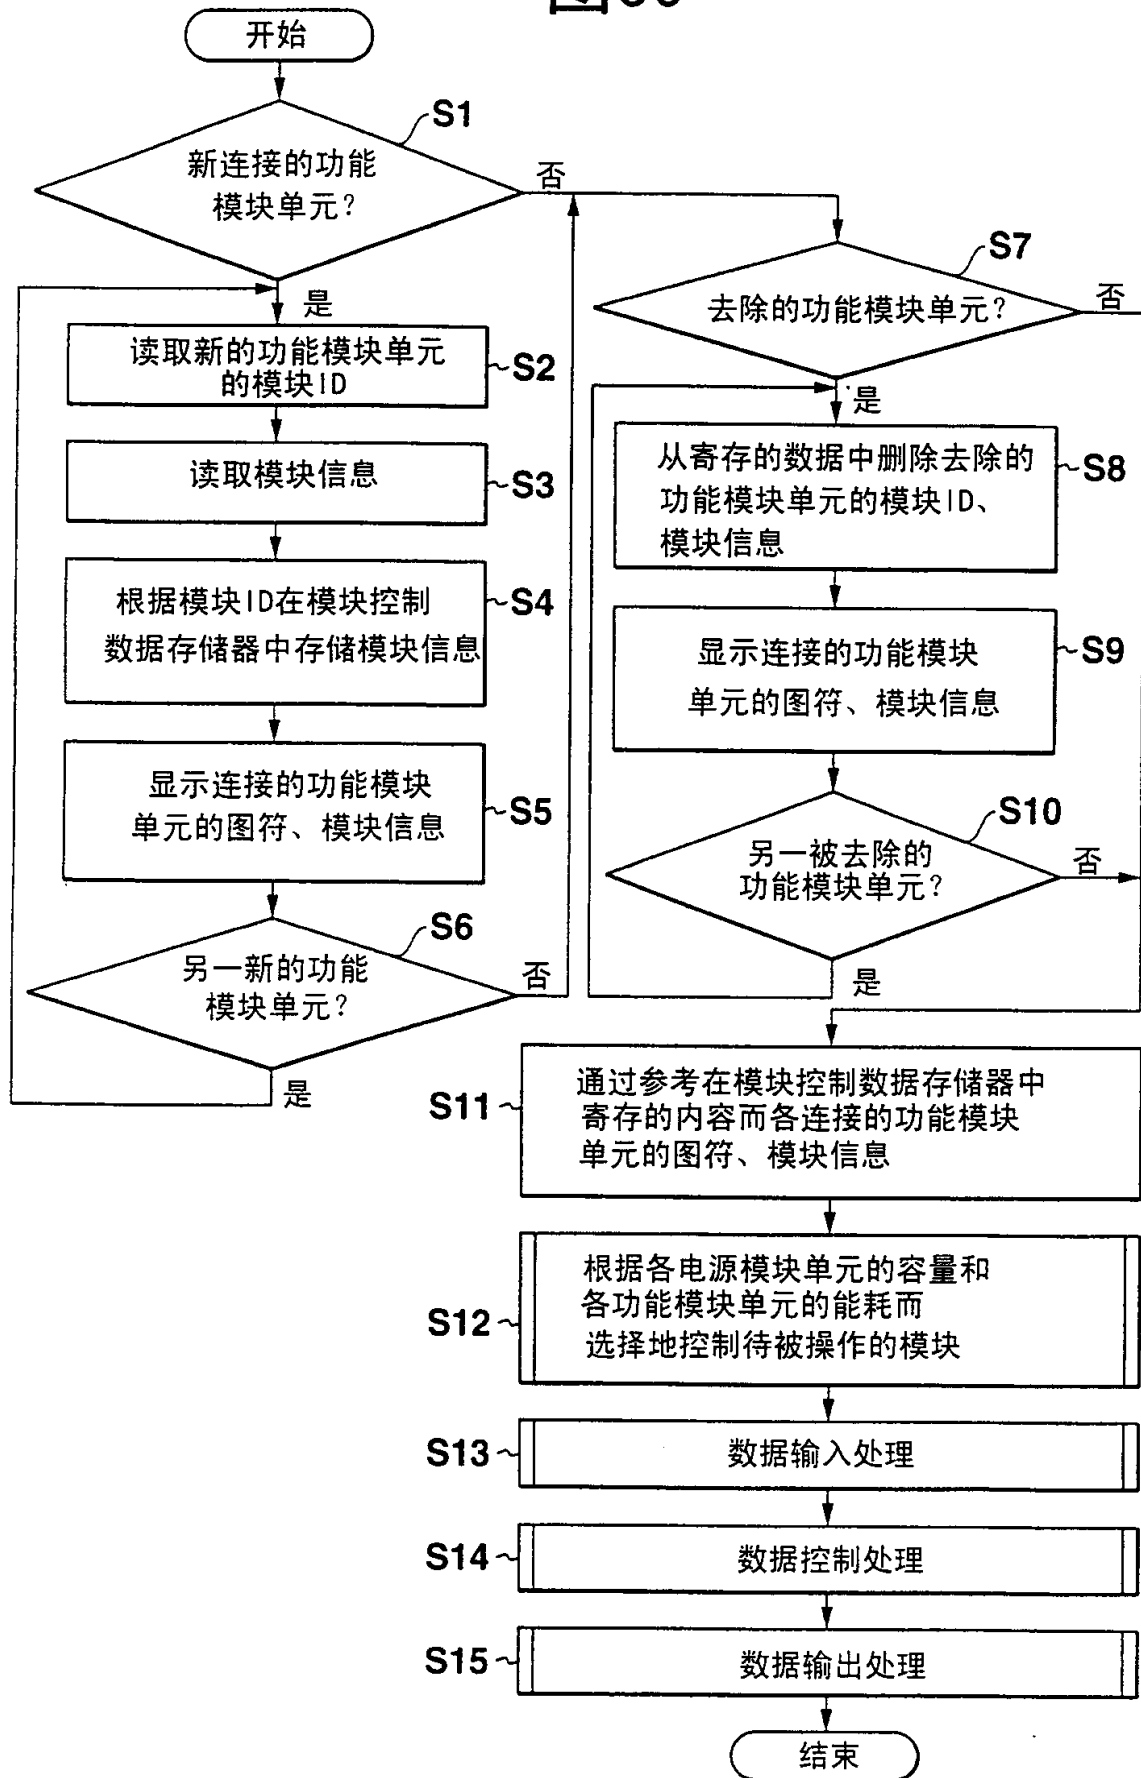 开始
S1
新连接的功能
模块单元?
否
是
S2
读取新的功能模块单元
的模块ID
S3
读取模块信息
S4
根据模块ID在模块控制
数据存储器中存储模块信息
S5
显示连接的功能模块
单元的图符、模块信息
S6
另一新的功能
模块单元?
否
是
S7
去除的功能模块单元?
否
是
S8
从寄存的数据中删除去除的
功能模块单元的模块ID、
模块信息
S9
显示连接的功能模块
单元的图符、模块信息
S10
另一被去除的
功能模块单元?
否
是
S11
通过参考在模块控制数据存储器中
寄存的内容而各连接的功能模块
单元的图符、模块信息
S12
根据各电源模块单元的容量和
各功能模块单元的能耗而
选择地控制待被操作的模块
S13
数据输入处理
S14
数据控制处理
S15
数据输出处理
结束